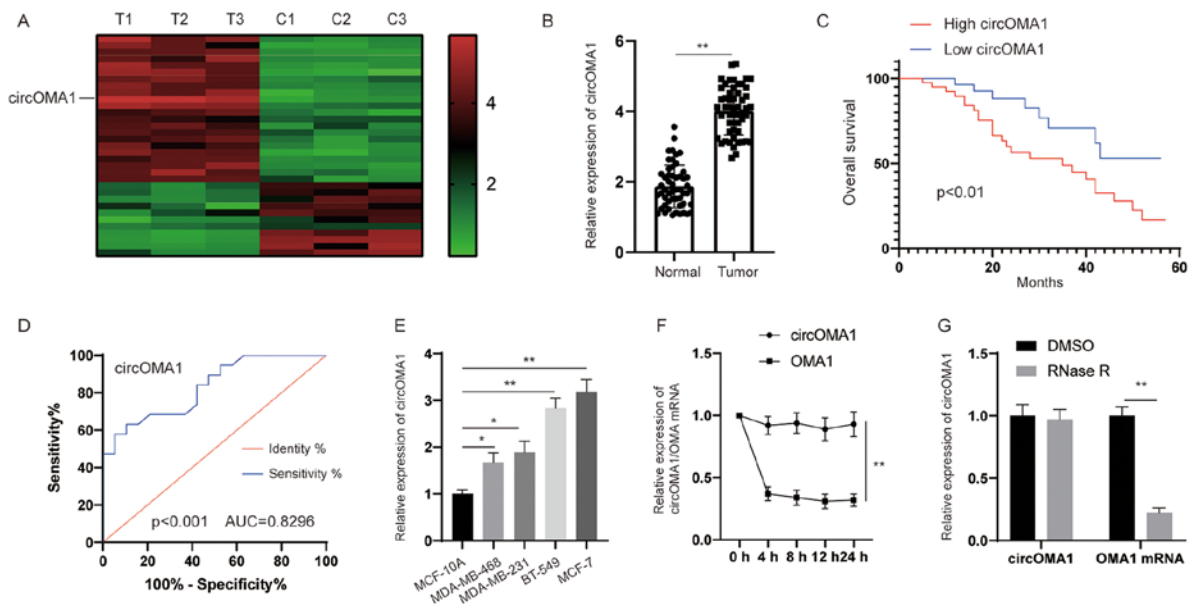 A
T1 T2 T3 C1 C2 C3
circOMA1
4
2
B
Relative expression of circOMA1
6
4
2
0
**
Normal Tumor
C
High circOMA1
Low circOMA1
Overall survival
100
50
0
p<0.01
0 20 40 60
Months
D
circOMA1
Sensitivity%
100
80
60
40
20
0
Identity %
Sensitivity %
p<0.001 AUC=0.8296
0 20 40 60 80 100
100% - Specificity%
E
Relative expression of circOMA1
4
3
2
1
0
**
**
*
*
MCF-10A
MDA-MB-468
MDA-MB-231
BT-549
MCF-7
F
circOMA1
OMA1
Relative expression of
circOMA1/OMA mRNA
1.5
1.0
0.5
0.0
**
0 h 4 h 8 h 12 h 24 h
G
DMSO
RNase R
Relative expression of circOMA1
1.5
1.0
0.5
0.0
**
circOMA1 OMA1 mRNA